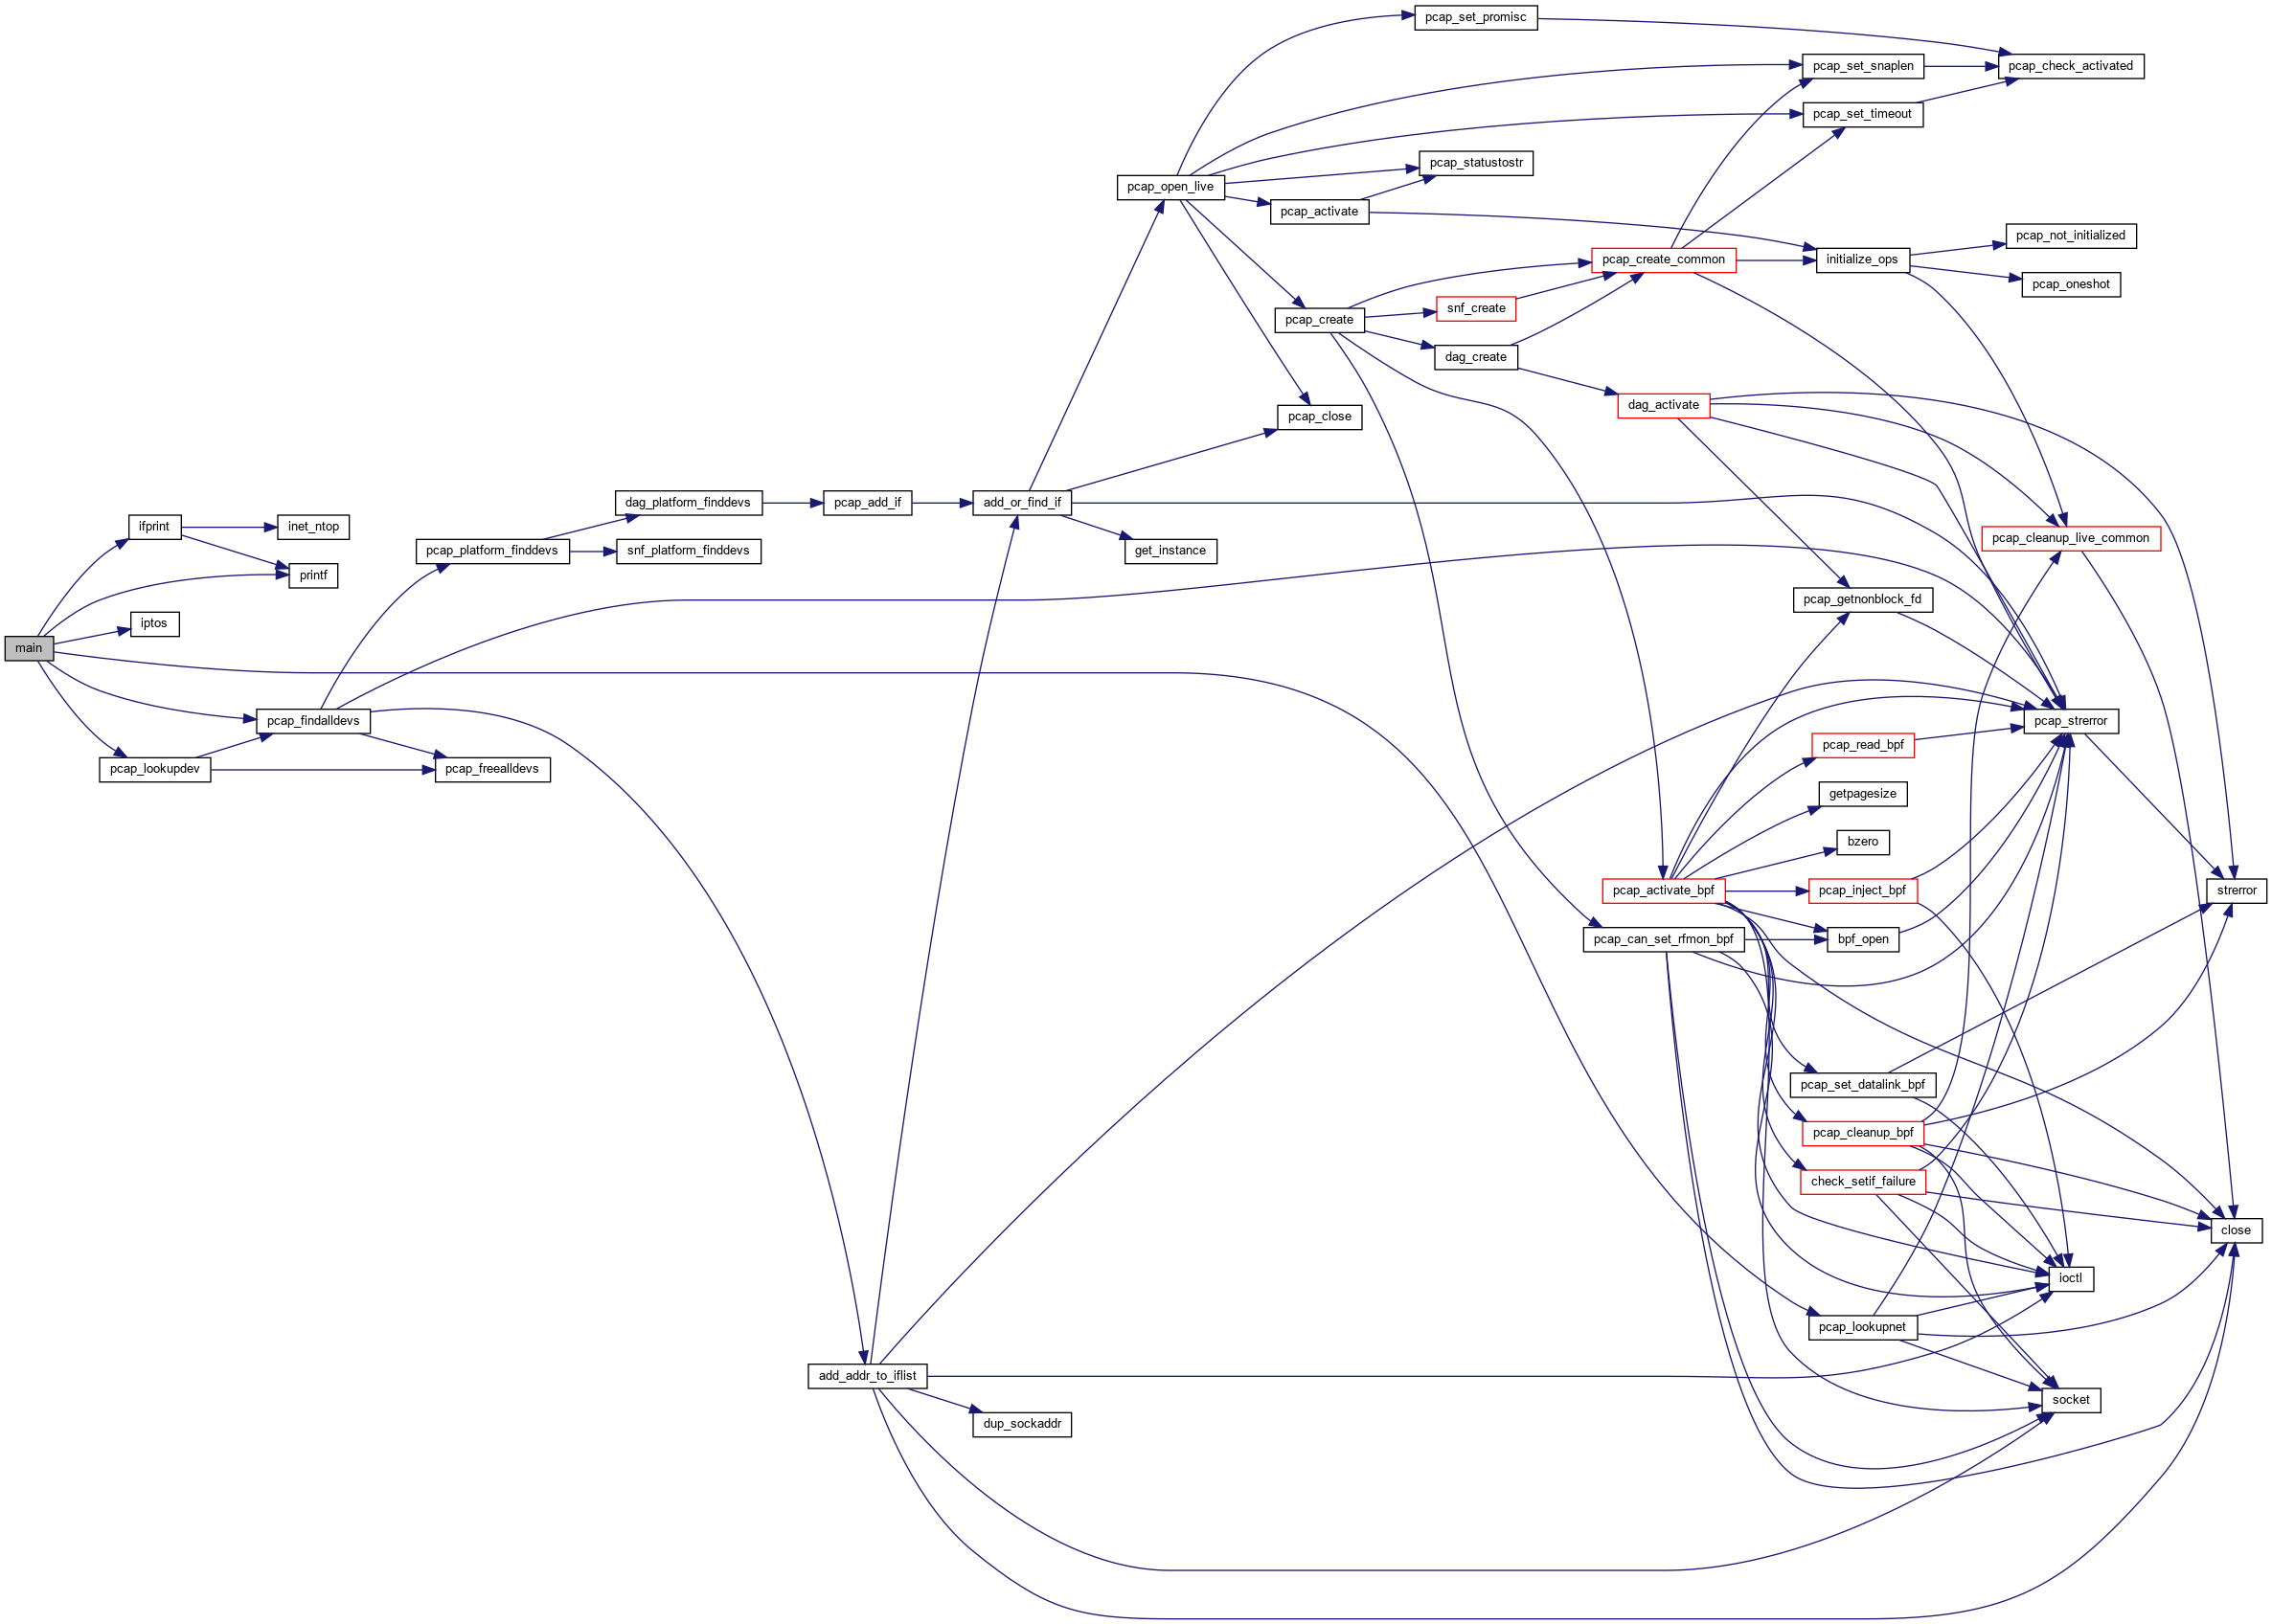 main
ifprint
inet_ntop
printf
iptos
pcap_findalldevs
pcap_lookupdev
pcap_freealldevs
pcap_platform_finddevs
dag_platform_finddevs
snf_platform_finddevs
pcap_add_if
add_or_find_if
get_instance
add_addr_to_iflist
dup_sockaddr
pcap_open_live
pcap_set_promisc
pcap_statustostr
pcap_activate
pcap_create
pcap_close
snf_create
dag_create
pcap_create_common
dag_activate
pcap_set_snaplen
pcap_set_timeout
pcap_check_activated
initialize_ops
pcap_not_initialized
pcap_oneshot
pcap_cleanup_live_common
pcap_getnonblock_fd
pcap_strerror
pcap_read_bpf
getpagesize
bzero
pcap_activate_bpf
pcap_inject_bpf
strerror
pcap_can_set_rfmon_bpf
bpf_open
pcap_set_datalink_bpf
pcap_cleanup_bpf
check_setif_failure
close
ioctl
pcap_lookupnet
socket